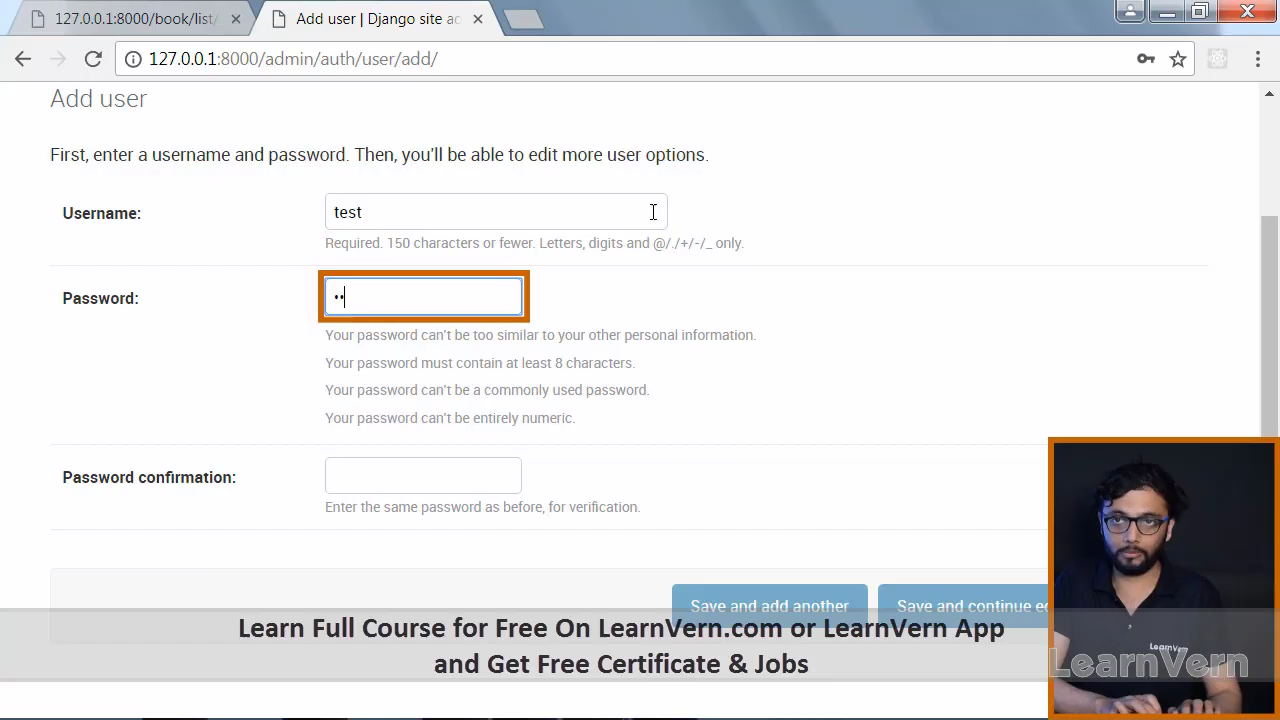 127.0.0.1:8000/book/list/
Add user | Django site ac
127.0.0.1:8000/admin/auth/user/add/
Add user
First, enter a username and password. Then, you'll be able to edit more user options.
Username:
test
Required. 150 characters or fewer. Letters, digits and @/./+/-/_ only.
Password:
••
Your password can't be too similar to your other personal information.
Your password must contain at least 8 characters.
Your password can't be a commonly used password.
Your password can't be entirely numeric.
Password confirmation:
Enter the same password as before, for verification.
Save and add another
Save and continue ed
Learn Full Course for Free On LearnVern.com or LearnVern App
and Get Free Certificate & Jobs
LearnVern
LearnVern